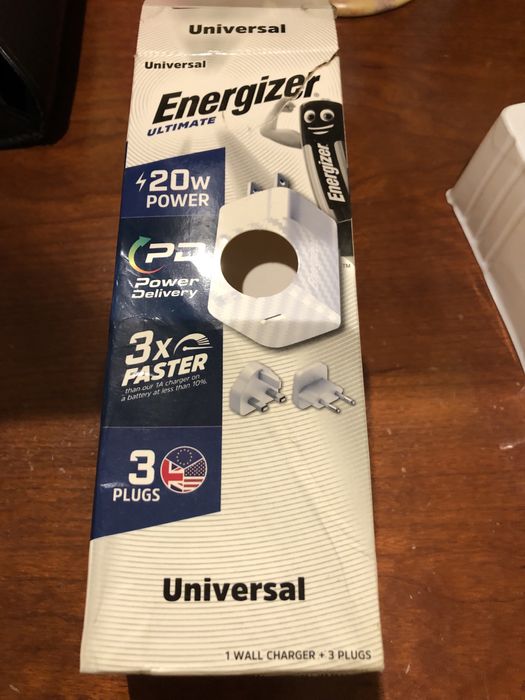 Universal
Universal
Energizer
ULTIMATE
Energizer
20W
POWER
PD
Power
Delivery
TM
3X
FASTER
than our 1A charger on
a battery at less than 10%.
3
PLUGS
Universal
1 WALL CHARGER + 3 PLUGS